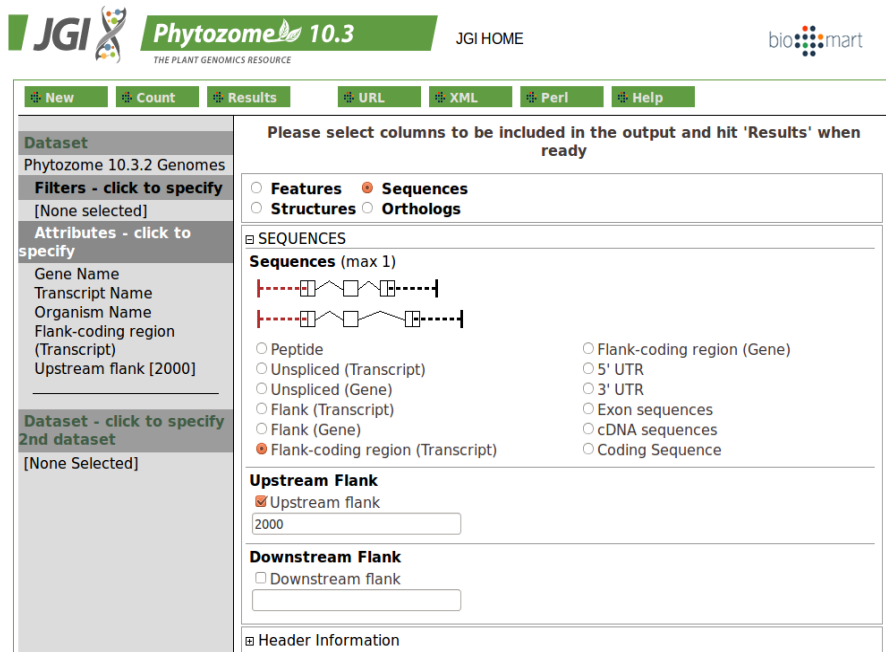 JGI Phytozome 10.3
THE PLANT GENOMICS RESOURCE
JGI HOME
bio mart
New Count Results URL XML Perl Help
Dataset
Phytozome 10.3.2 Genomes
Filters - click to specify
[None selected]
Attributes - click to
specify
Gene Name
Transcript Name
Organism Name
Flank-coding region
(Transcript)
Upstream flank [2000]
Dataset - click to specify
2nd dataset
[None Selected]
Please select columns to be included in the output and hit 'Results' when
ready
Features Sequences
Structures Orthologs
SEQUENCES
Sequences (max 1)
Peptide
Unspliced (Transcript)
Unspliced (Gene)
Flank (Transcript)
Flank (Gene)
Flank-coding region (Transcript)
Flank-coding region (Gene)
5' UTR
3' UTR
Exon sequences
cDNA sequences
Coding Sequence
Upstream Flank
Upstream flank
2000
Downstream Flank
Downstream flank
Header Information